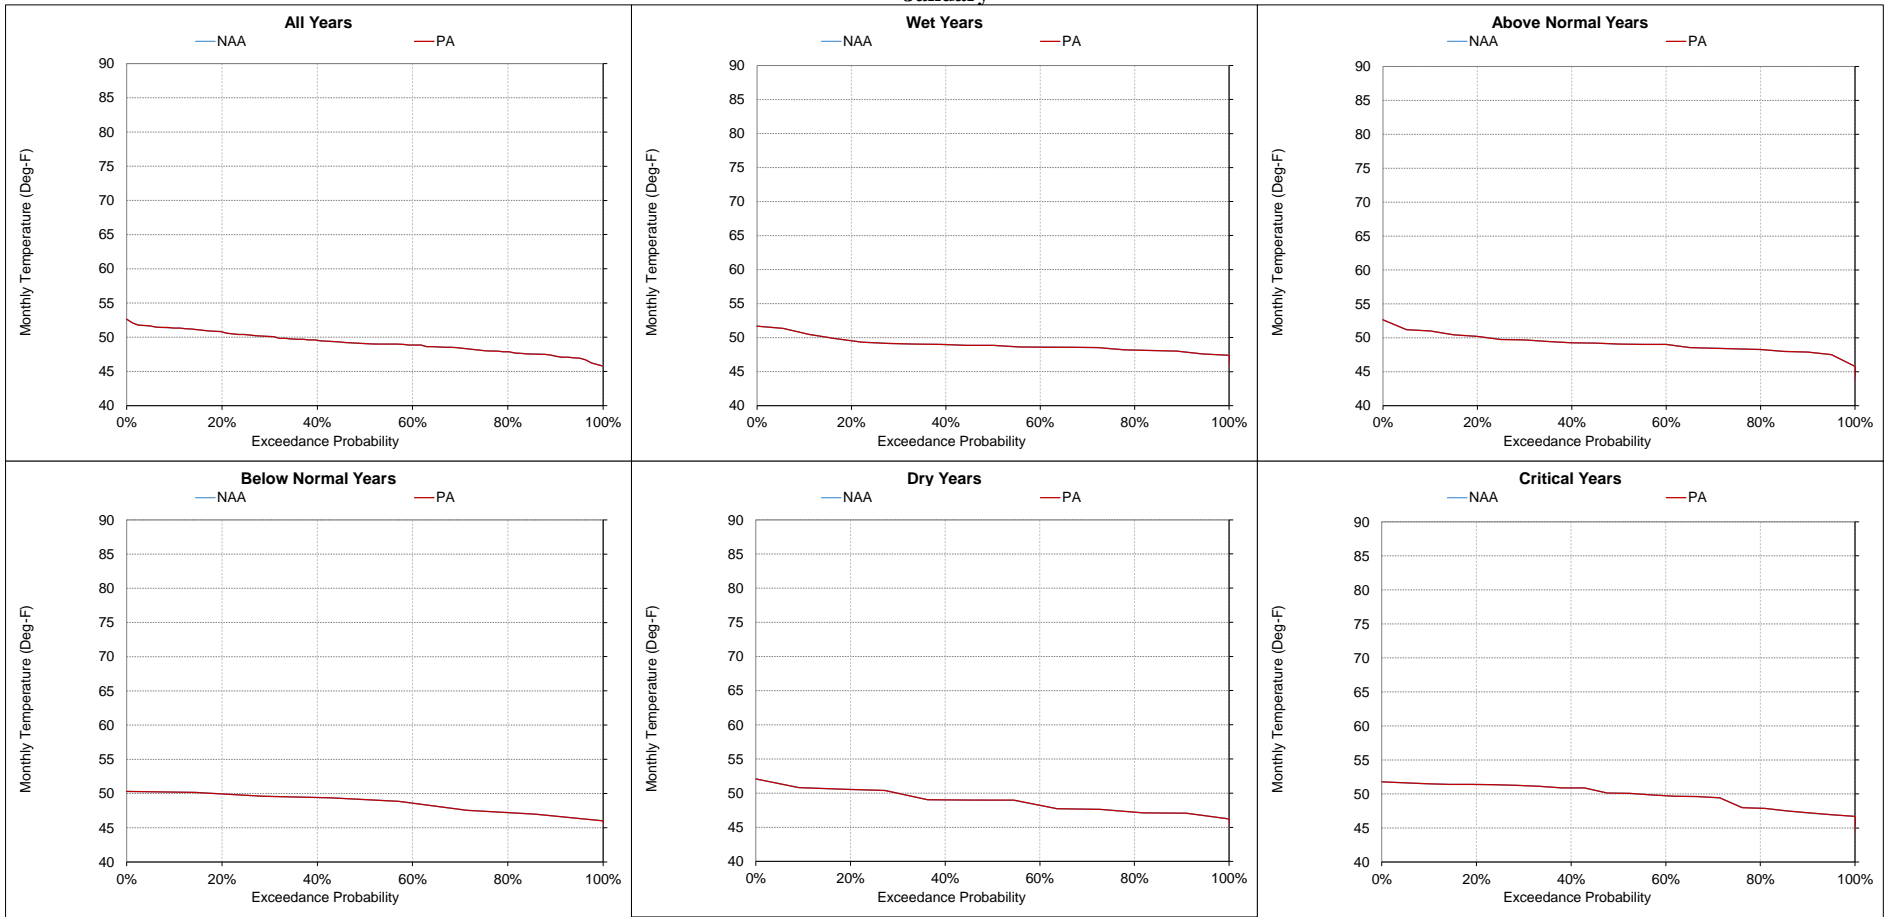 All Years
NAA PA
90
85
80
75
70
65
60
55
50
45
40
0% 20% 40% 60% 80% 100%
Monthly Temperature (Deg-F)
Exceedance Probability
Wet Years
NAA PA
90
85
80
75
70
65
60
55
50
45
40
0% 20% 40% 60% 80% 100%
Monthly Temperature (Deg-F)
Exceedance Probability
Above Normal Years
NAA PA
90
85
80
75
70
65
60
55
50
45
40
0% 20% 40% 60% 80% 100%
Monthly Temperature (Deg-F)
Exceedance Probability
Below Normal Years
NAA PA
90
85
80
75
70
65
60
55
50
45
40
0% 20% 40% 60% 80% 100%
Monthly Temperature (Deg-F)
Exceedance Probability
Dry Years
NAA PA
90
85
80
75
70
65
60
55
50
45
40
0% 20% 40% 60% 80% 100%
Monthly Temperature (Deg-F)
Exceedance Probability
Critical Years
NAA PA
90
85
80
75
70
65
60
55
50
45
40
0% 20% 40% 60% 80% 100%
Monthly Temperature (Deg-F)
Exceedance Probability